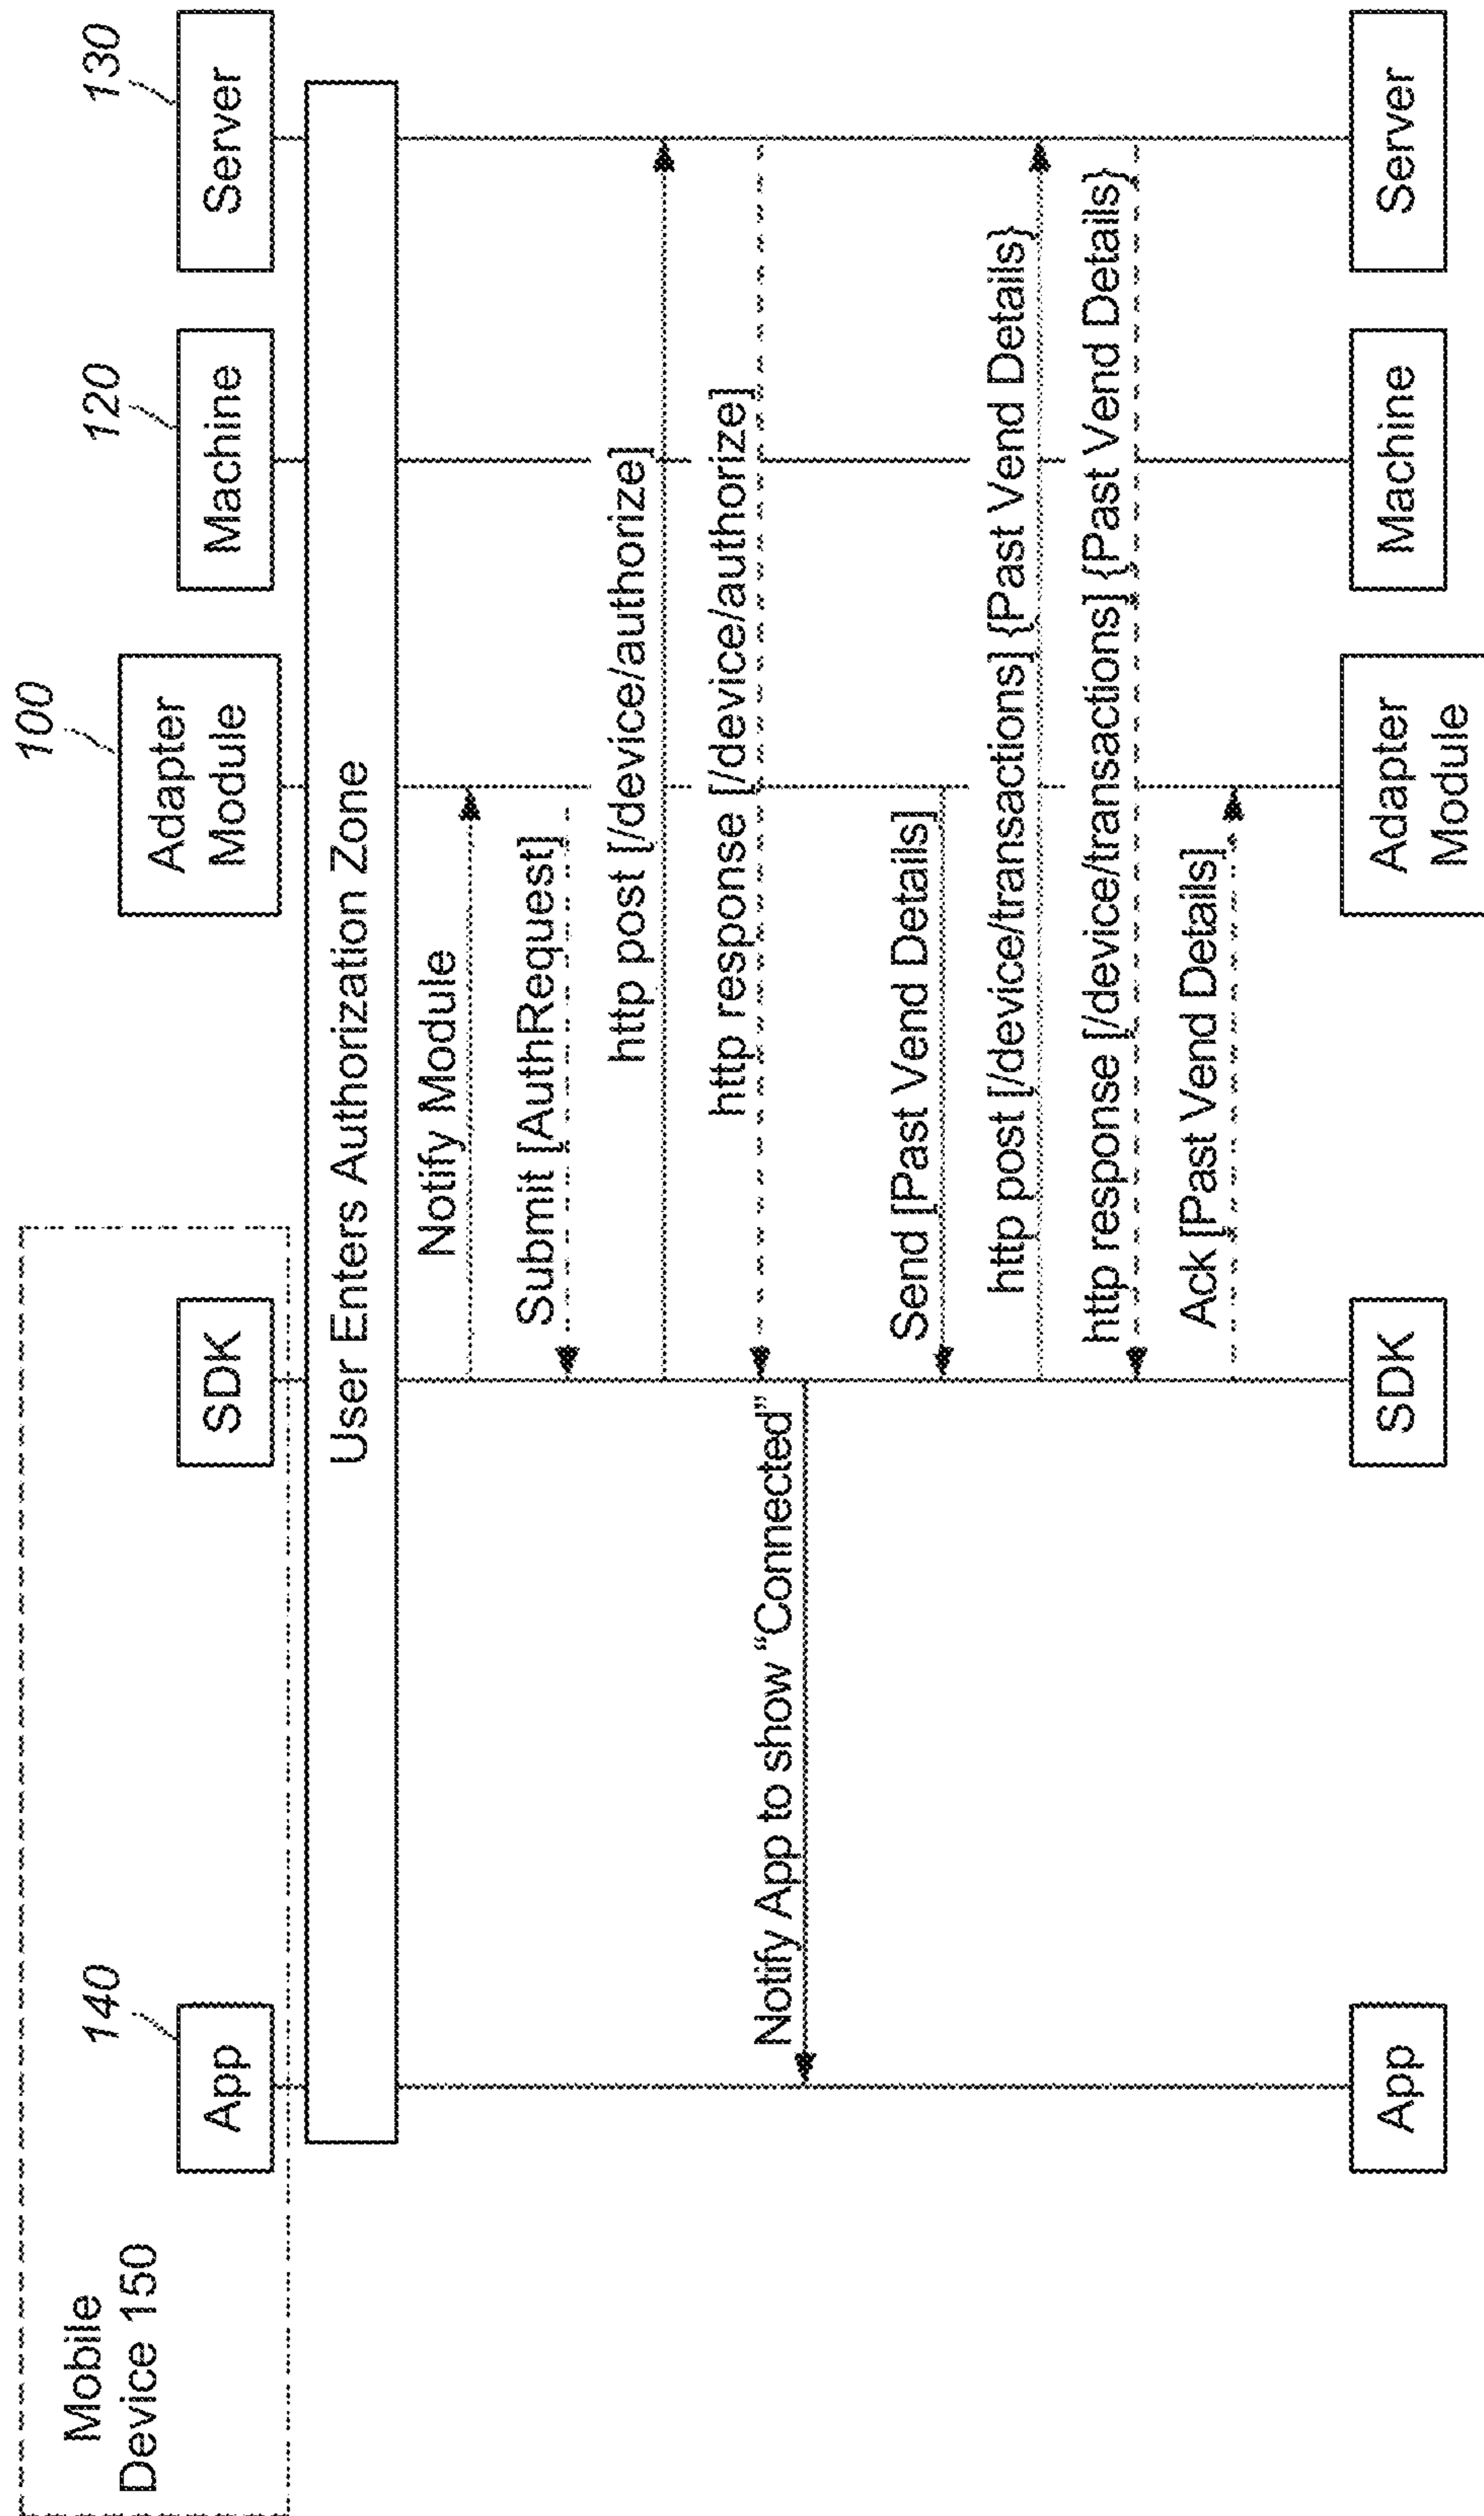 Mobile
Device 150
140
App
SDK
100
Adapter
Module
120
Machine
130
Server
User Enters Authorization Zone
Notify Module
Submit [AuthRequest]
http post [/device/authorize]
http response [/device/authorize]
Notify App to show “Connected”
Send [Past Vend Details]
http post [/device/transactions] {Past Vend Details}
http response [/device/transactions] {Past Vend Details}
Ack [Past Vend Details]
App
SDK
Adapter
Module
Machine
Server